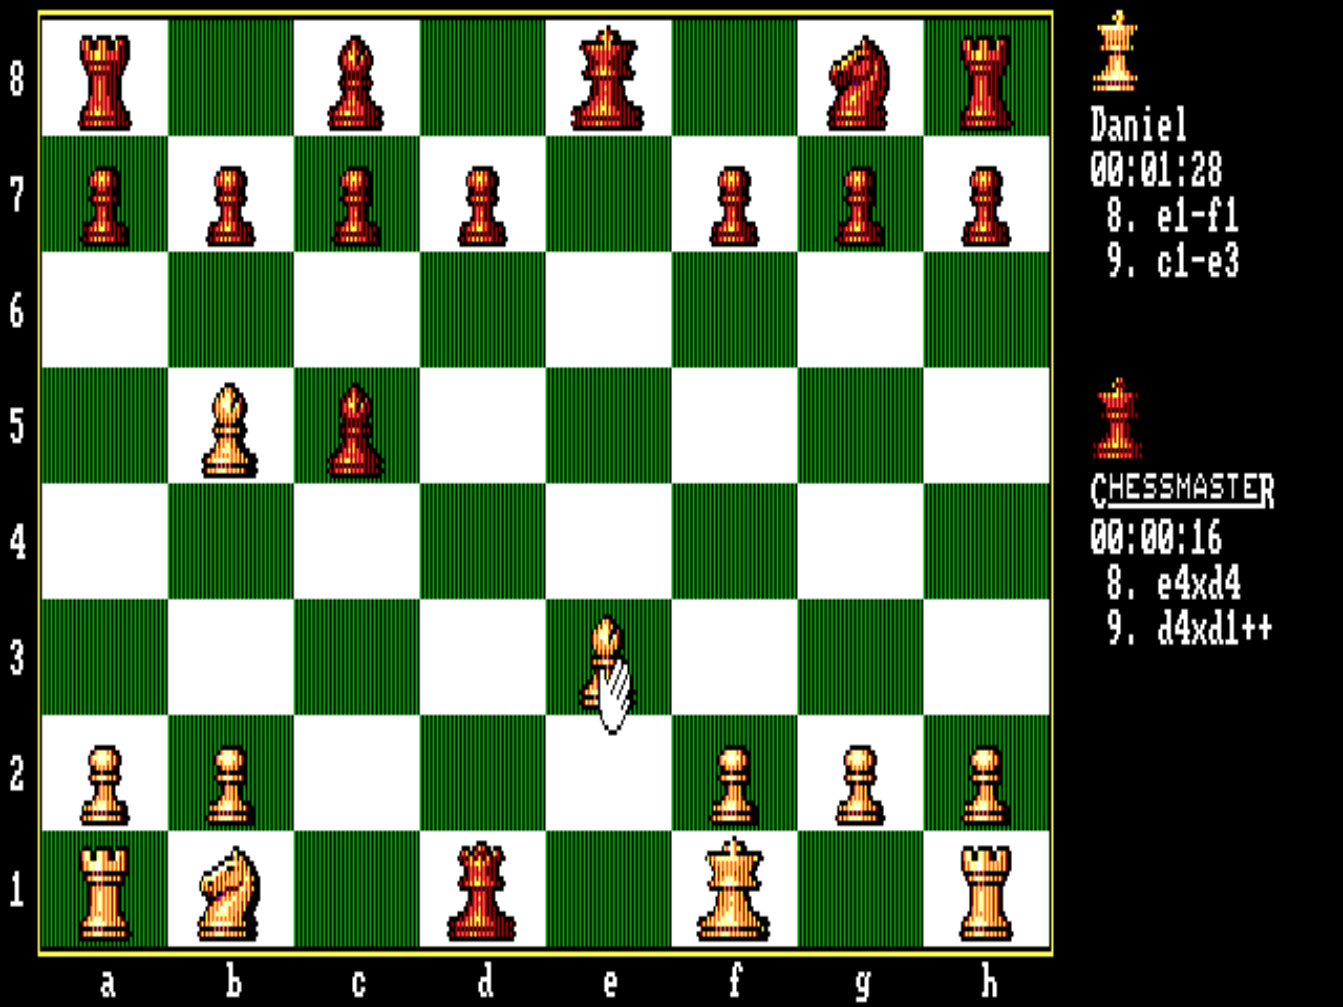 8
7
6
5
4
3
2
1
a b c d e f g h
Daniel
00:01:28
8. e1-f1
9. c1-e3
CHESSMASTER
00:00:16
8. e4xd4
9. d4xd1++